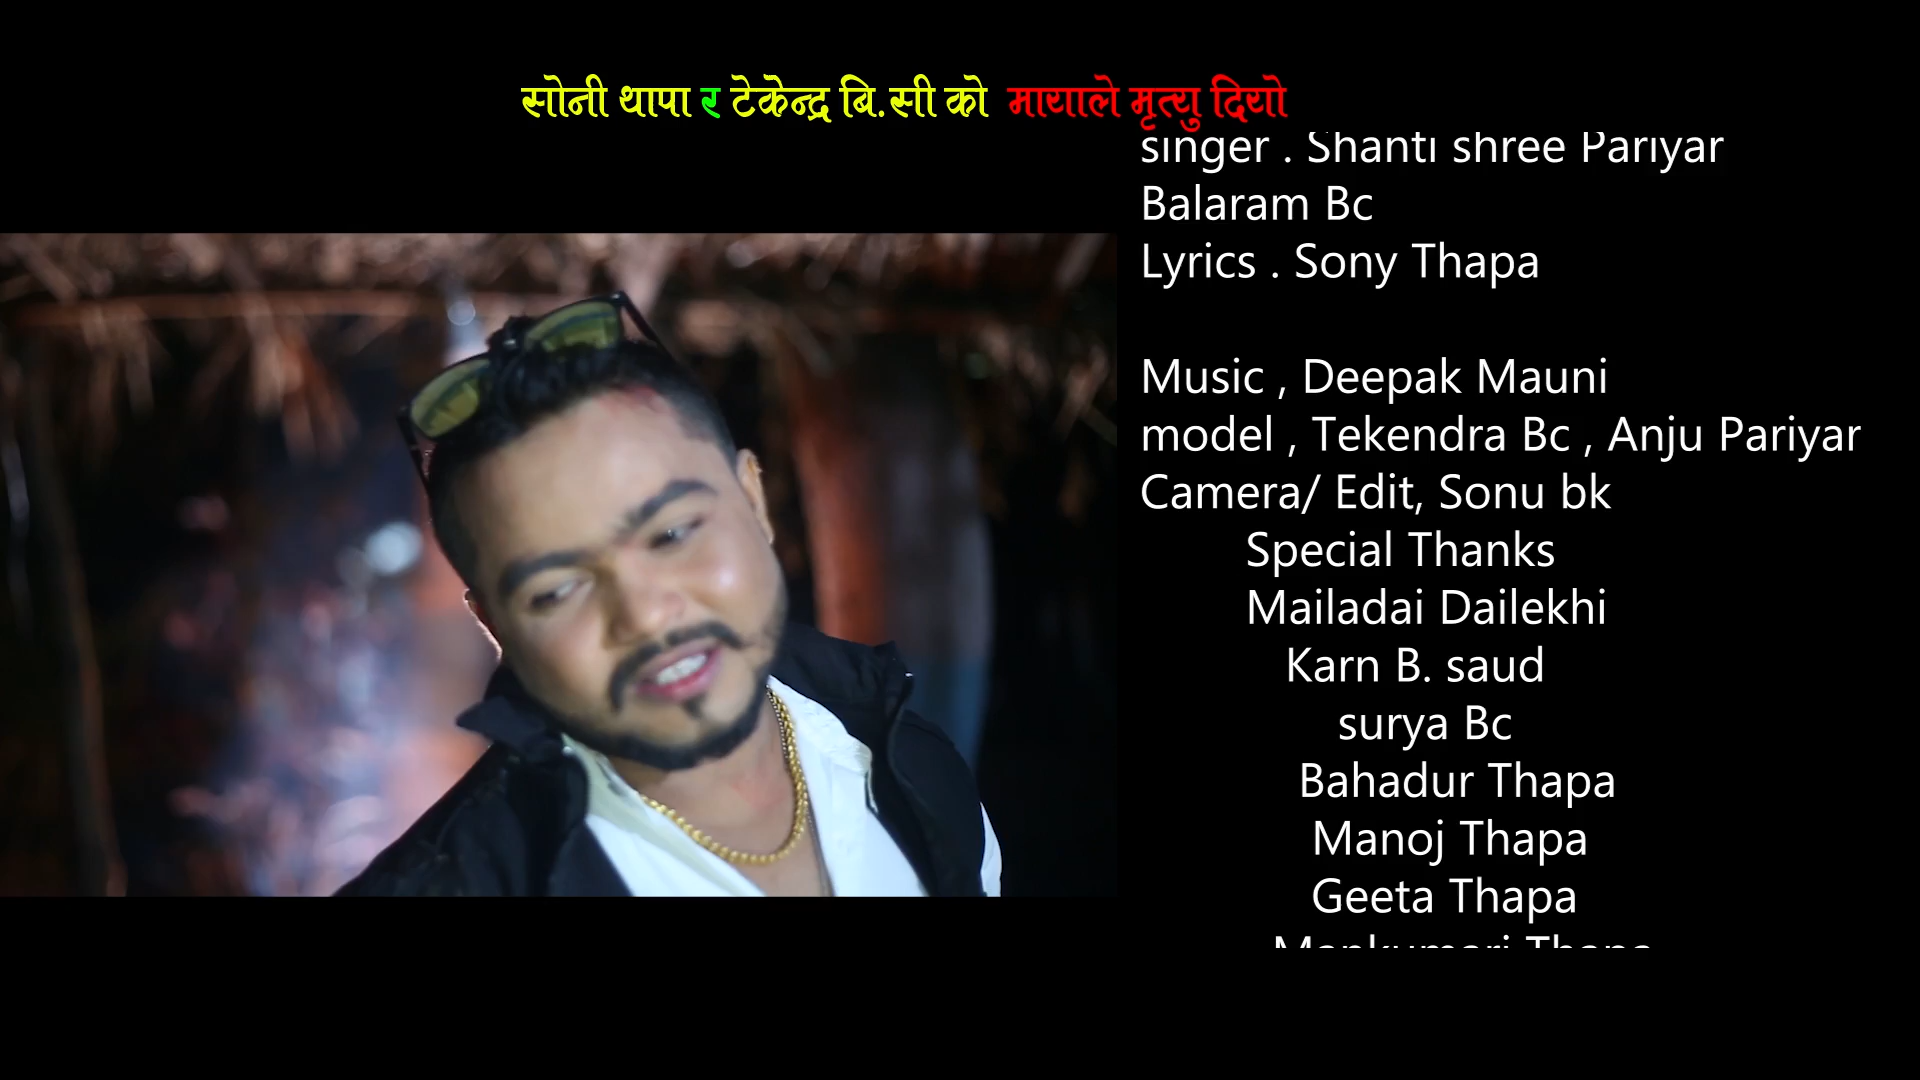 सोनी थापा र टेकेन्द्र बि.सी को मायाले मृत्यु दियो
singer . Shanti shree Pariyar
Balaram Bc
Lyrics . Sony Thapa
Music , Deepak Mauni
model , Tekendra Bc , Anju Pariyar
Camera/ Edit, Sonu bk
Special Thanks
Mailadai Dailekhi
Karn B. saud
surya Bc
Bahadur Thapa
Manoj Thapa
Geeta Thapa